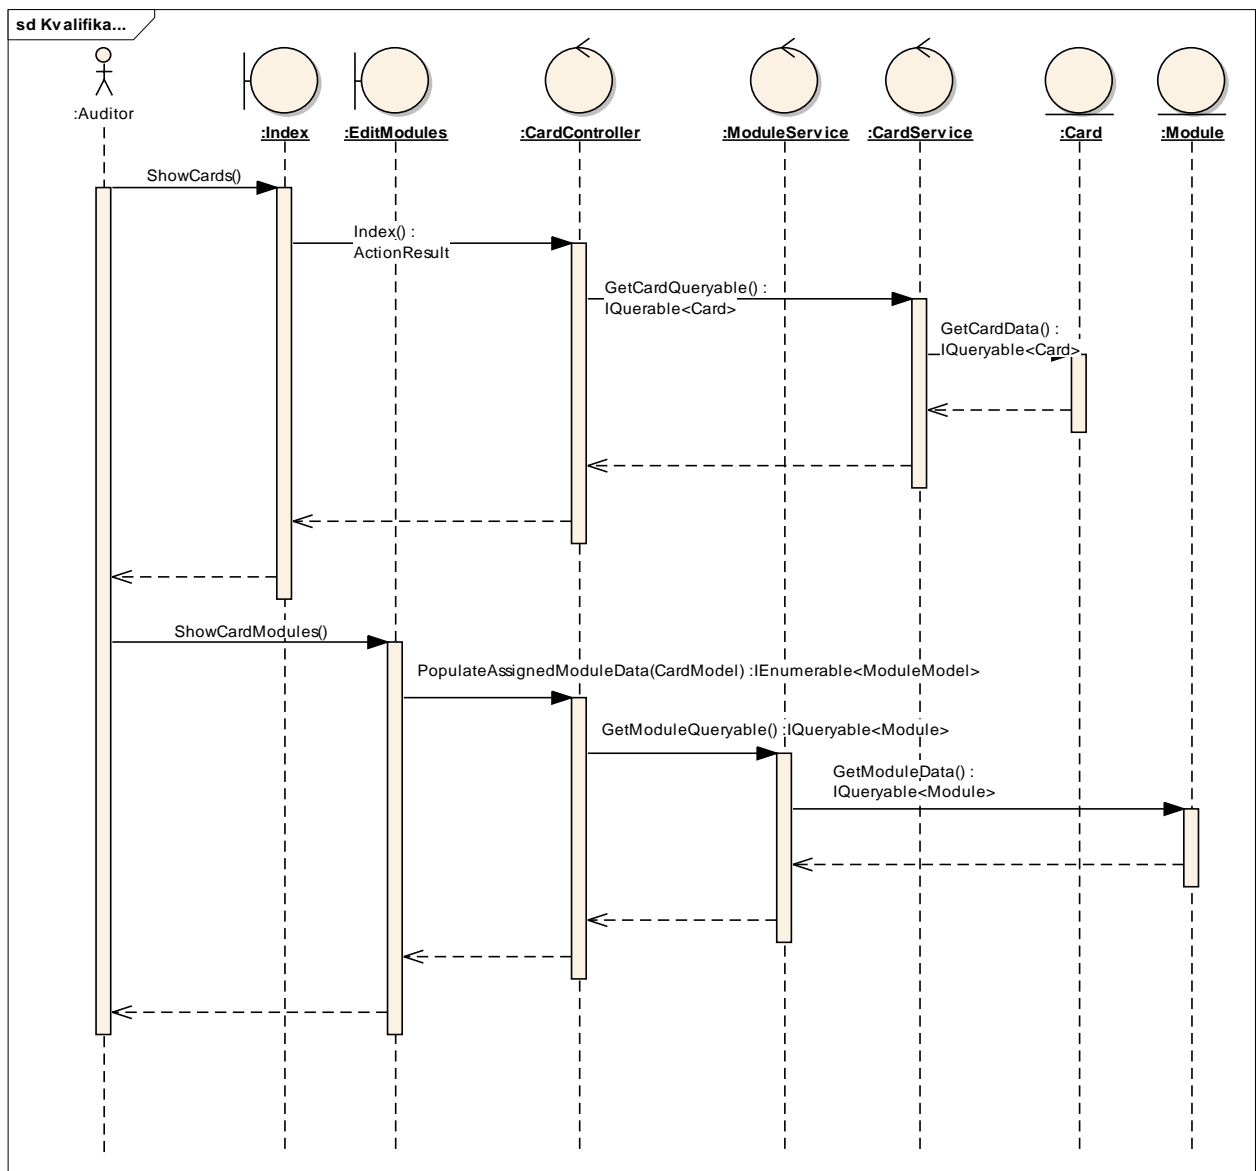 sd Kvalifika...
:Auditor
:Index
:EditModules
:CardController
:ModuleService
:CardService
:Card
:Module
ShowCards()
Index() :
ActionResult
GetCardQueryable() :
IQuerable<Card>
GetCardData() :
IQueryable<Card>
ShowCardModules()
PopulateAssignedModuleData(CardModel) :IEnumerable<ModuleModel>
GetModuleQueryable() :IQueryable<Module>
GetModuleData() :
IQueryable<Module>